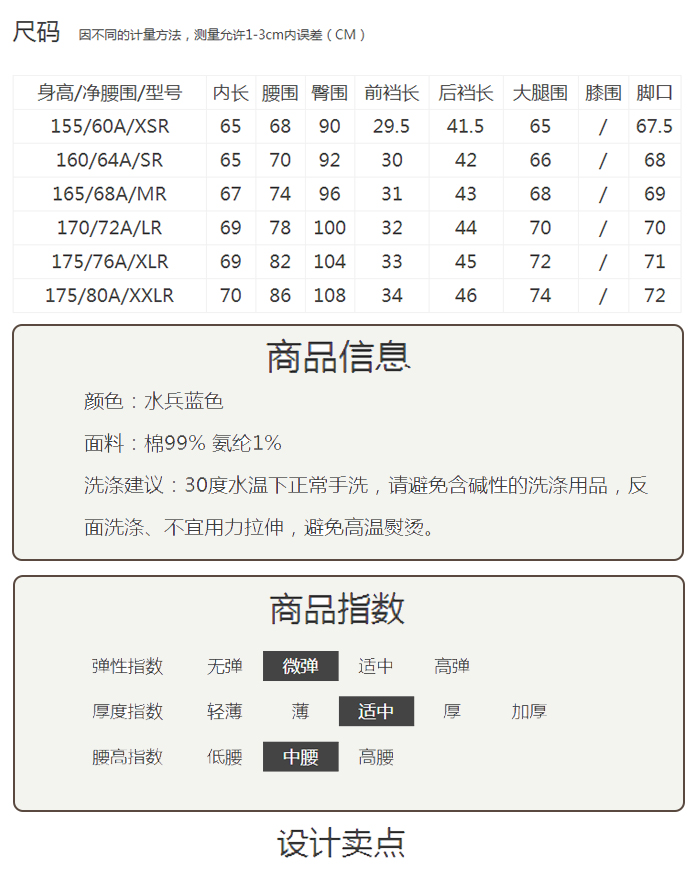 尺码 因不同的计量方法，测量允许1-3cm内误差（CM）
身高/净腰围/型号 内长 腰围 臀围 前裆长 后裆长 大腿围 膝围 脚口
155/60A/XSR 65 68 90 29.5 41.5 65 / 67.5
160/64A/SR 65 70 92 30 42 66 / 68
165/68A/MR 67 74 96 31 43 68 / 69
170/72A/LR 69 78 100 32 44 70 / 70
175/76A/XLR 69 82 104 33 45 72 / 71
175/80A/XXLR 70 86 108 34 46 74 / 72
商品信息
颜色：水兵蓝色
面料：棉99% 氨纶1%
洗涤建议：30度水温下正常手洗，请避免含碱性的洗涤用品，反
面洗涤、不宜用力拉伸，避免高温熨烫。
商品指数
弹性指数 无弹 微弹 适中 高弹
厚度指数 轻薄 薄 适中 厚 加厚
腰高指数 低腰 中腰 高腰
设计卖点